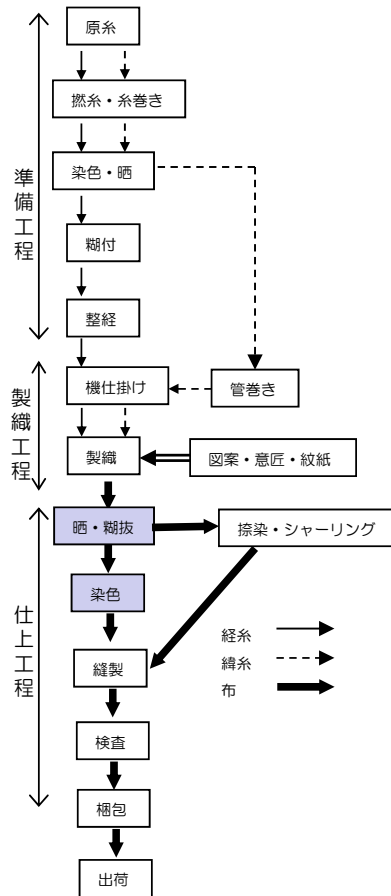 原糸
撚糸・糸巻き
染色・晒
準備工程
糊付
整経
機仕掛け
管巻き
製織工程
製織
図案・意匠・紋紙
晒・糊抜
捺染・シャーリング
染色
仕上工程
縫製
経糸
緯糸
布
検査
梱包
出荷